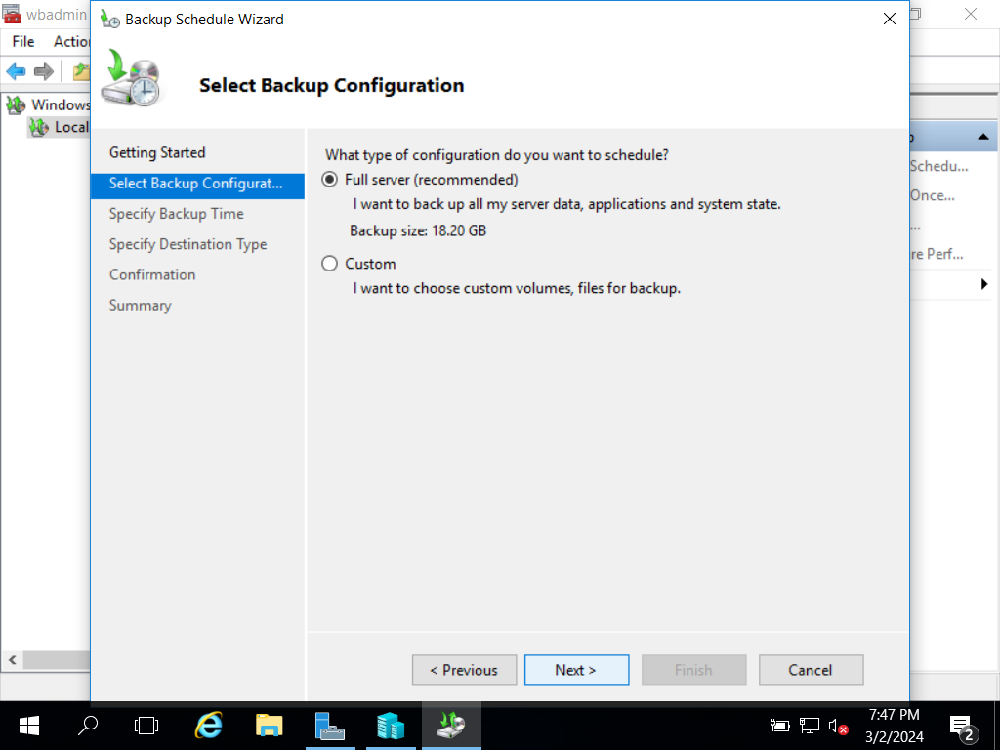 wbadmin
Backup Schedule Wizard
File
Select Backup Configuration
Windows
Local
Getting Started
Select Backup Configurat...
Specify Backup Time
Specify Destination Type
Confirmation
Summary
What type of configuration do you want to schedule?
Full server (recommended)
I want to back up all my server data, applications and system state.
Backup size: 18.20 GB
Custom
I want to choose custom volumes, files for backup.
Schedu...
Once...
...
re Perf...
< Previous
Next >
Finish
Cancel
7:47 PM
3/2/2024
2